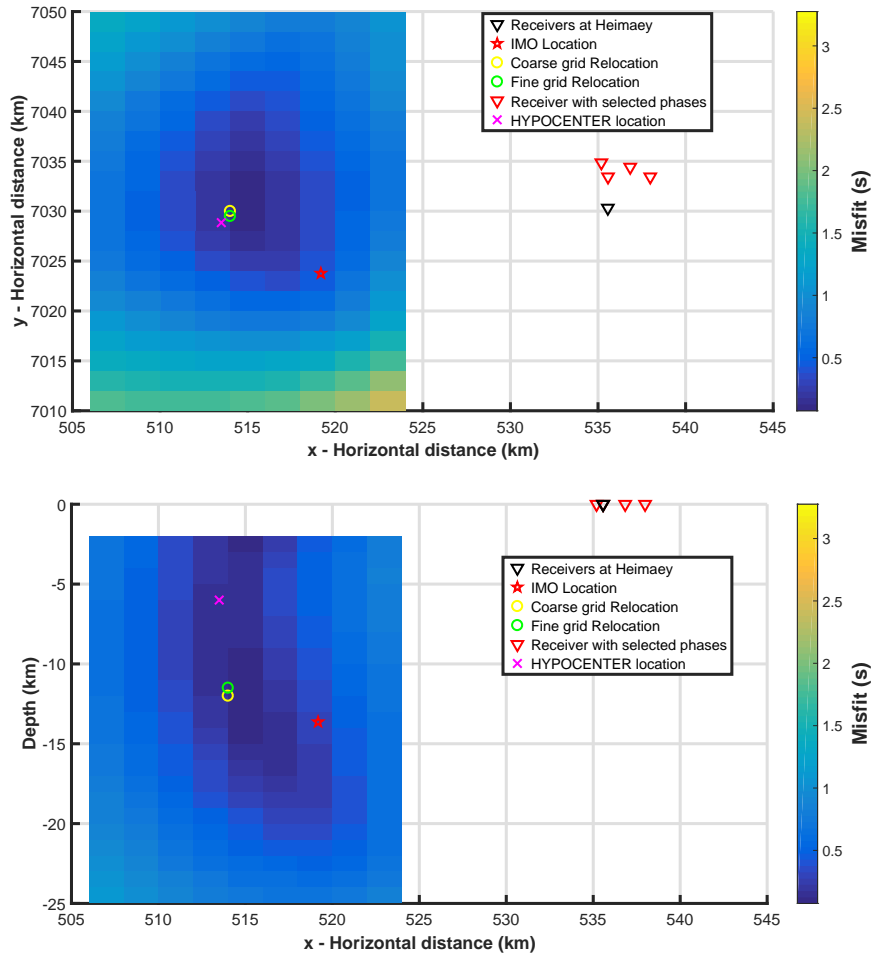 7050
7045
7040
7035
7030
7025
7020
7015
7010
y - Horizontal distance (km)
505
510
515
520
525
530
535
540
545
x - Horizontal distance (km)
Receivers at Heimaey
IMO Location
Coarse grid Relocation
Fine grid Relocation
Receiver with selected phases
HYPOCENTER location
3
2.5
2
1.5
1
0.5
Misfit (s)
0
-5
-10
-15
-20
-25
Depth (km)
505
510
515
520
525
530
535
540
545
x - Horizontal distance (km)
Receivers at Heimaey
IMO Location
Coarse grid Relocation
Fine grid Relocation
Receiver with selected phases
HYPOCENTER location
3
2.5
2
1.5
1
0.5
Misfit (s)